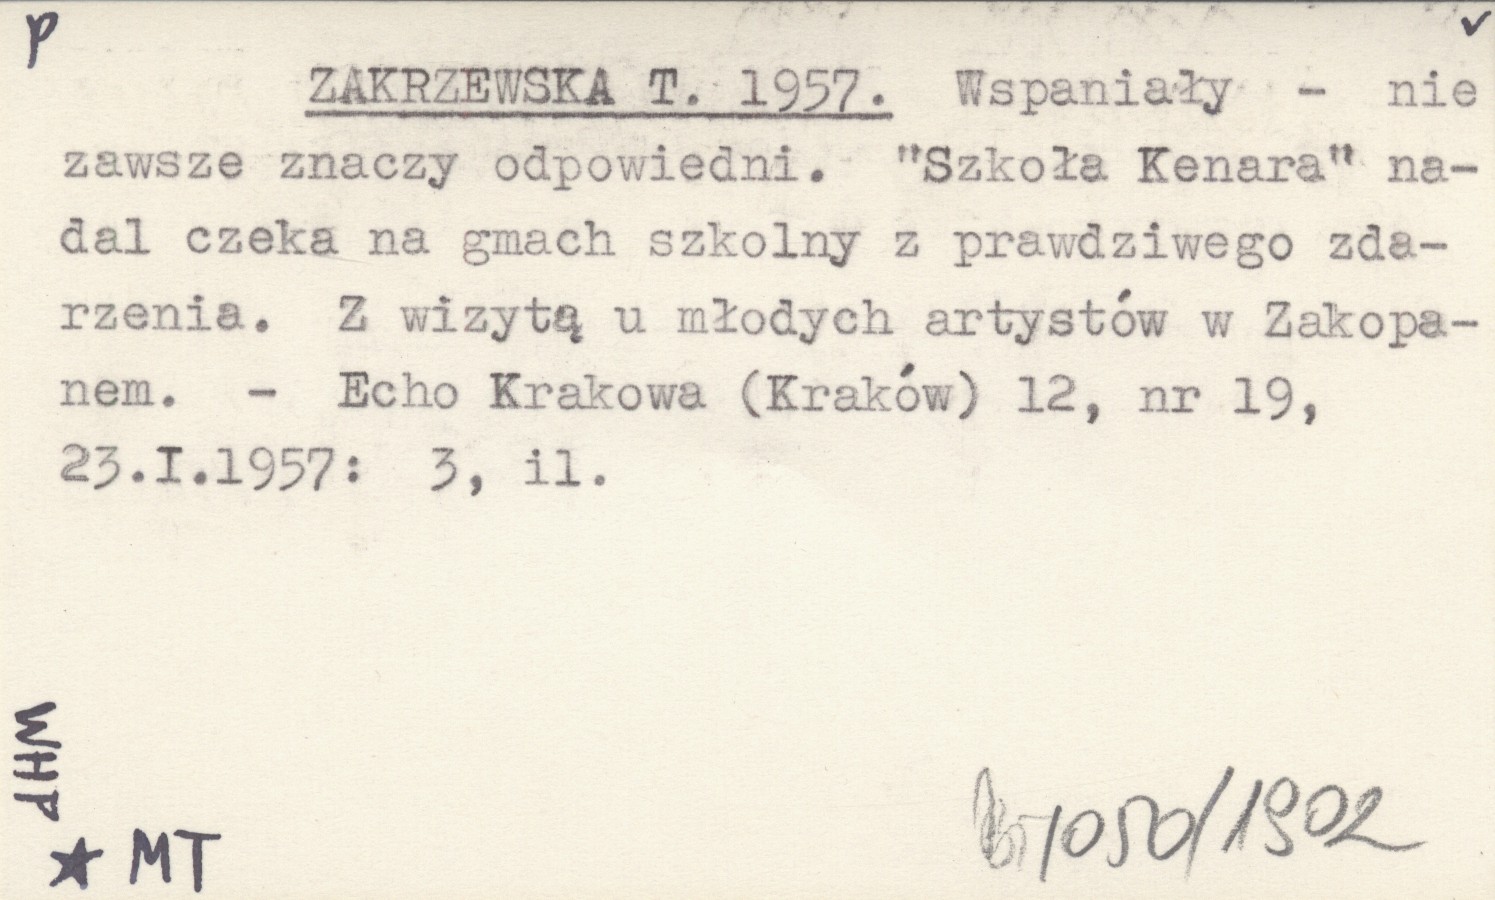 p ✓
ZAKRZEWSKA T. 1957. Wspaniały - nie
zawsze znaczy odpowiedni. "Szkoła Kenara" na-
dal czeka na gmach szkolny z prawdziwego zda-
rzenia. Z wizytą u młodych artystów w Zakopa-
nem. - Echo Krakowa (Kraków) 12, nr 19,
23.I.1957: 3, il.
WHP
★ MT
/050/1902